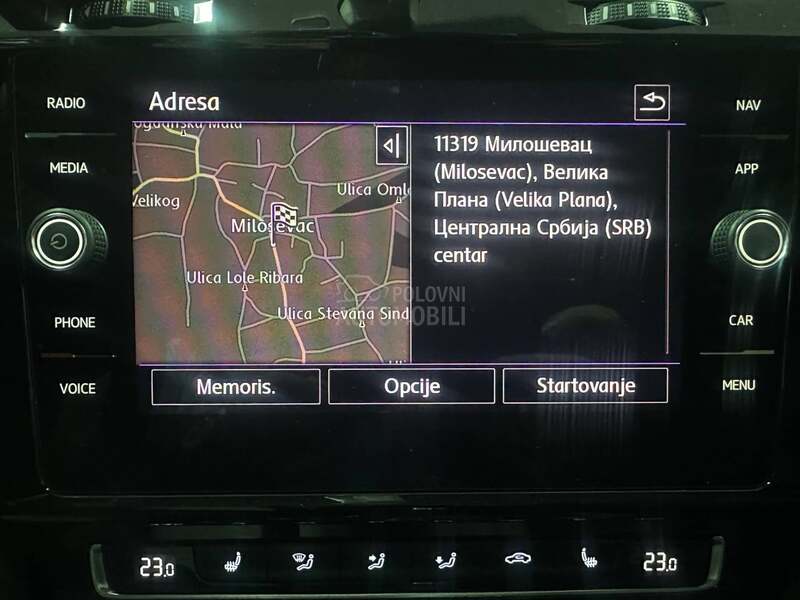 RADIO
MEDIA
PHONE
VOICE
Adresa
Velikog
Ulica Oml
Milosevac
Ulica Lole Ribara
Ulica Stevana Sind
11319 Милошевац
(Milosevac), Велика
Плана (Velika Plana),
Централна Србија (SRB)
centar
POLOVNI
AUTOMOBILI
Memoris.
Opcije
Startovanje
NAV
APP
CAR
MENU
23.0
23.0